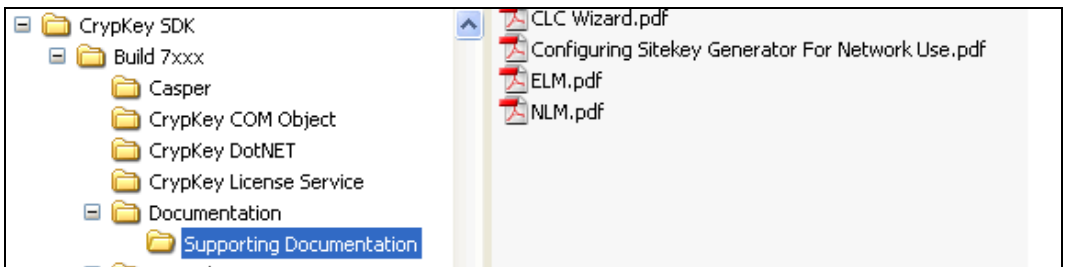 CrypKey SDK
Build 7xxx
Casper
CrypKey COM Object
CrypKey DotNET
CrypKey License Service
Documentation
Supporting Documentation
CLC Wizard.pdf
Configuring Sitekey Generator For Network Use.pdf
ELM.pdf
NLM.pdf